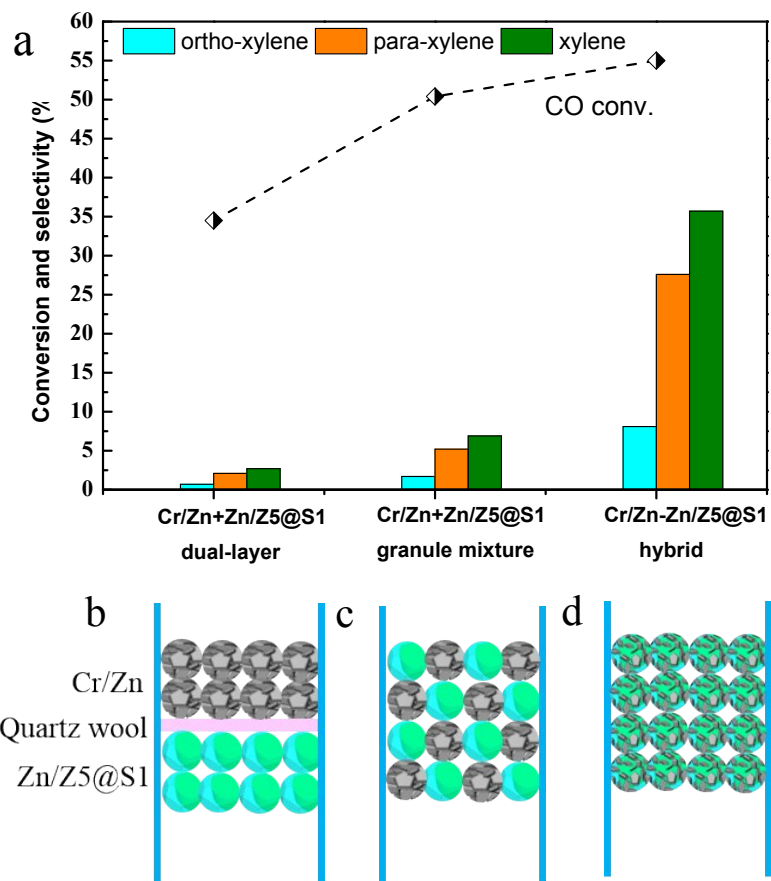 a
ortho-xylene para-xylene xylene
60
55
50
45
40
35
30
25
20
15
10
5
0
Conversion and selectivity (%
CO conv.
Cr/Zn+Zn/Z5@S1 Cr/Zn+Zn/Z5@S1 Cr/Zn-Zn/Z5@S1
dual-layer granule mixture hybrid
b c d
Cr/Zn
Quartz wool
Zn/Z5@S1